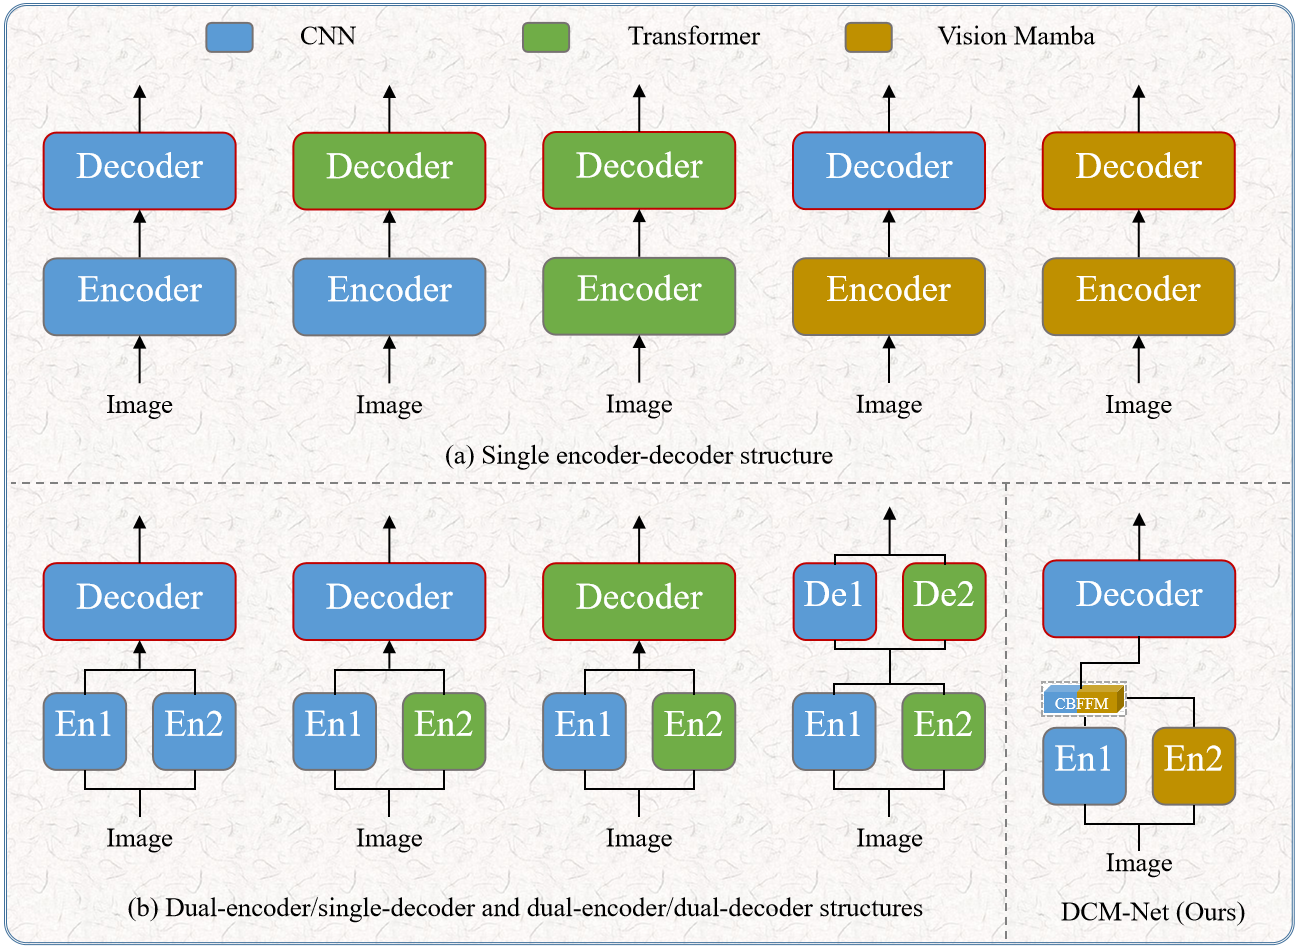 CNN Transformer Vision Mamba
Decoder Decoder Decoder Decoder Decoder
Encoder Encoder Encoder Encoder Encoder
Image Image Image Image Image
(a) Single encoder-decoder structure
Decoder Decoder Decoder De1 De2 Decoder
CBFFM
En1 En2 En1 En2 En1 En2 En1 En2 En1 En2
Image Image Image Image Image
(b) Dual-encoder/single-decoder and dual-encoder/dual-decoder structures
DCM-Net (Ours)